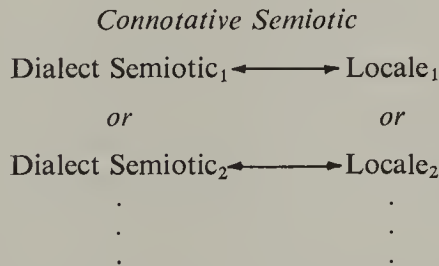 Connotative Semiotic
Dialect Semiotic₁ ⟷ Locale₁
or or
Dialect Semiotic₂ ⟷ Locale₂
. .
. .
. .